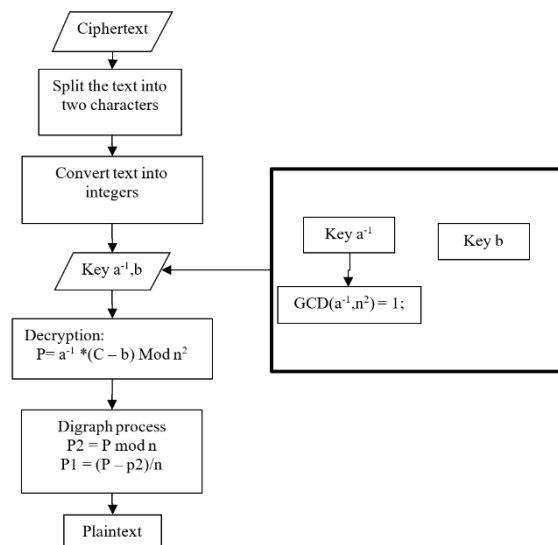 Ciphertext
Split the text into
two characters
Convert text into
integers
Key a⁻¹,b
Key a⁻¹
Key b
GCD(a⁻¹,n²) = 1;
Decryption:
P= a⁻¹ *(C – b) Mod n²
Digraph process
P2 = P mod n
P1 = (P – p2)/n
Plaintext